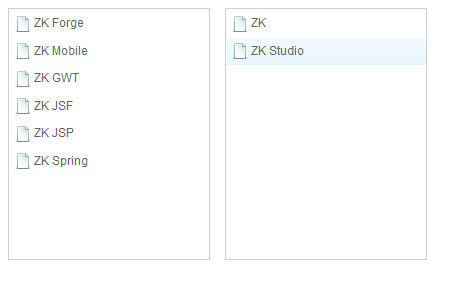 ZK Forge
ZK Mobile
ZK GWT
ZK JSF
ZK JSP
ZK Spring
ZK
ZK Studio